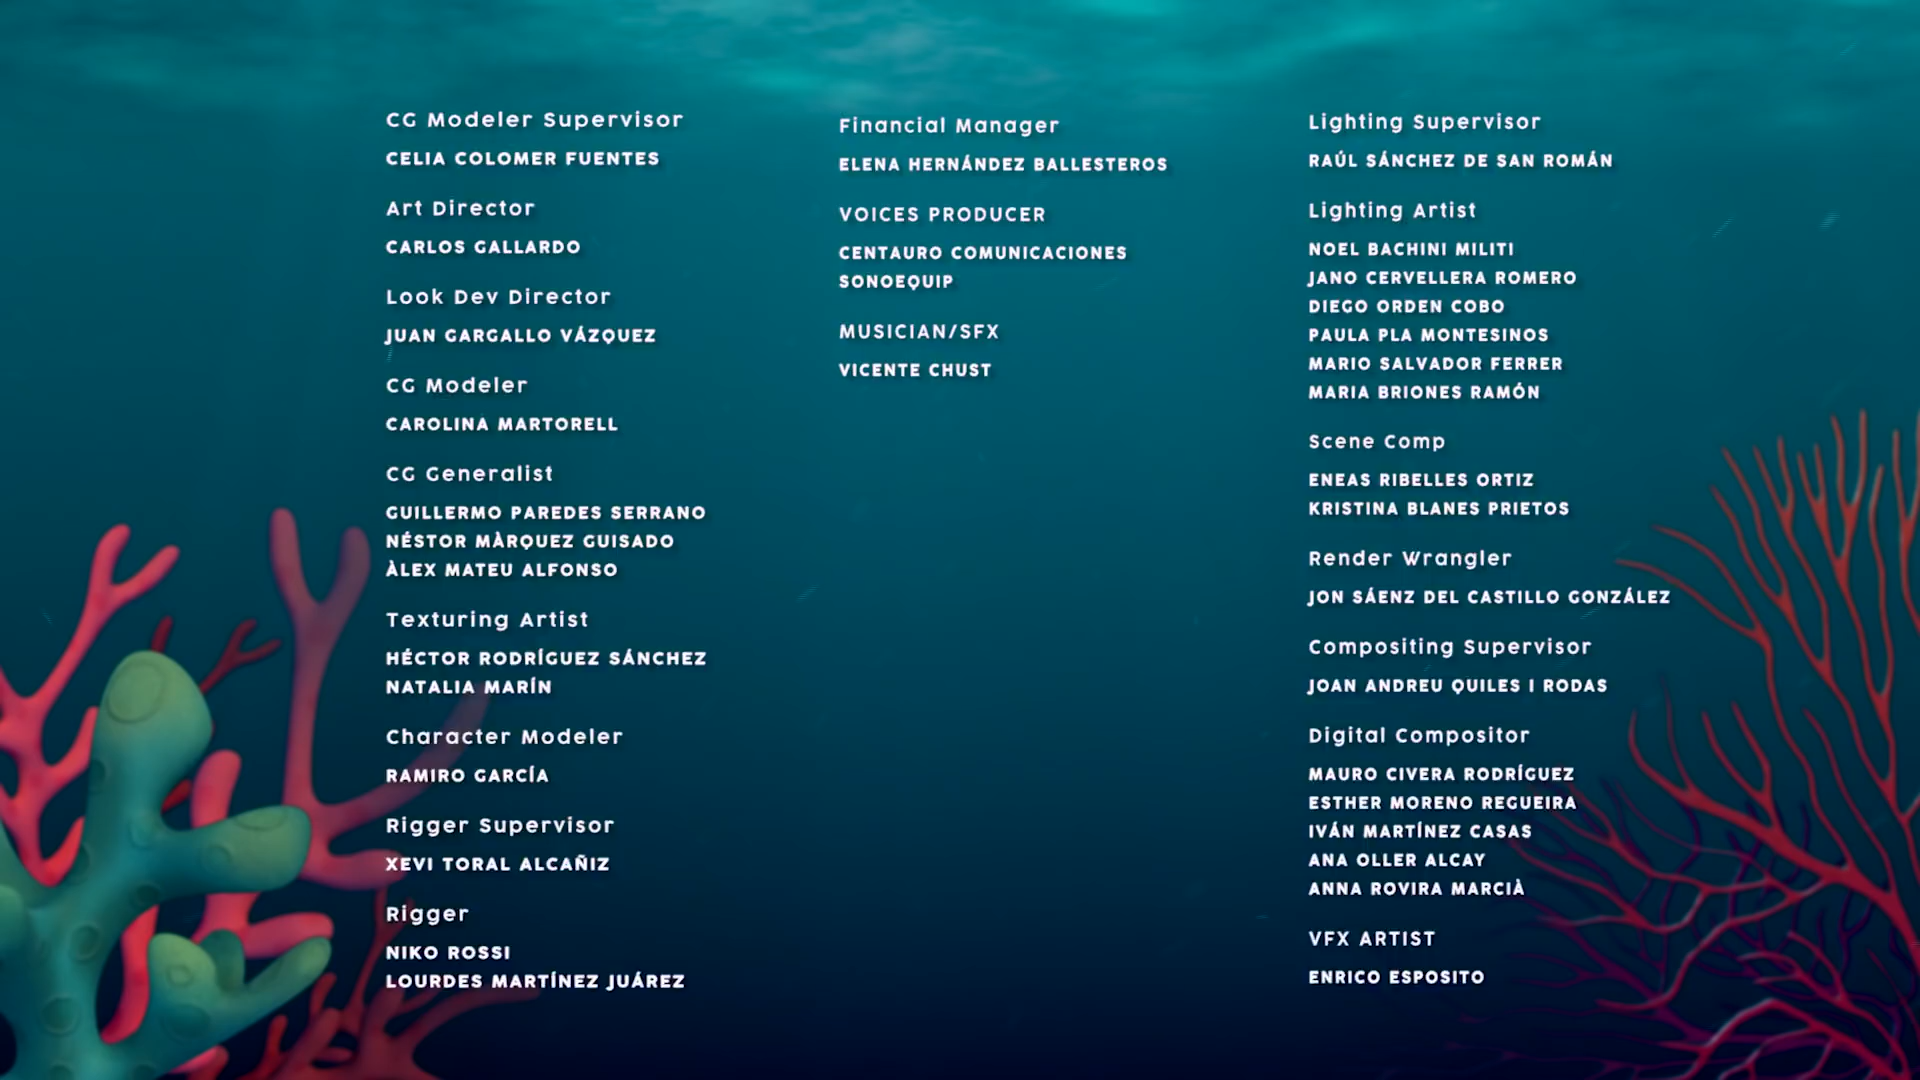 CG Modeler Supervisor
CELIA COLOMER FUENTES
Art Director
CARLOS GALLARDO
Look Dev Director
JUAN GARGALLO VÁZQUEZ
CG Modeler
CAROLINA MARTORELL
CG Generalist
GUILLERMO PAREDES SERRANO
NÉSTOR MÀRQUEZ GUISADO
ÀLEX MATEU ALFONSO
Texturing Artist
HÉCTOR RODRÍGUEZ SÁNCHEZ
NATALIA MARÍN
Character Modeler
RAMIRO GARCÍA
Rigger Supervisor
XEVI TORAL ALCAÑIZ
Rigger
NIKO ROSSI
LOURDES MARTÍNEZ JUÁREZ
Financial Manager
ELENA HERNÁNDEZ BALLESTEROS
VOICES PRODUCER
CENTAURO COMUNICACIONES
SONOEQUIP
MUSICIAN/SFX
VICENTE CHUST
Lighting Supervisor
RAÚL SÁNCHEZ DE SAN ROMÁN
Lighting Artist
NOEL BACHINI MILITI
JANO CERVELLERA ROMERO
DIEGO ORDEN COBO
PAULA PLA MONTESINOS
MARIO SALVADOR FERRER
MARIA BRIONES RAMÓN
Scene Comp
ENEAS RIBELLES ORTIZ
KRISTINA BLANES PRIETOS
Render Wrangler
JON SÁENZ DEL CASTILLO GONZÁLEZ
Compositing Supervisor
JOAN ANDREU QUILES I RODAS
Digital Compositor
MAURO CIVERA RODRÍGUEZ
ESTHER MORENO REGUEIRA
IVÁN MARTÍNEZ CASAS
ANA OLLER ALCAY
ANNA ROVIRA MARCIÀ
VFX ARTIST
ENRICO ESPOSITO